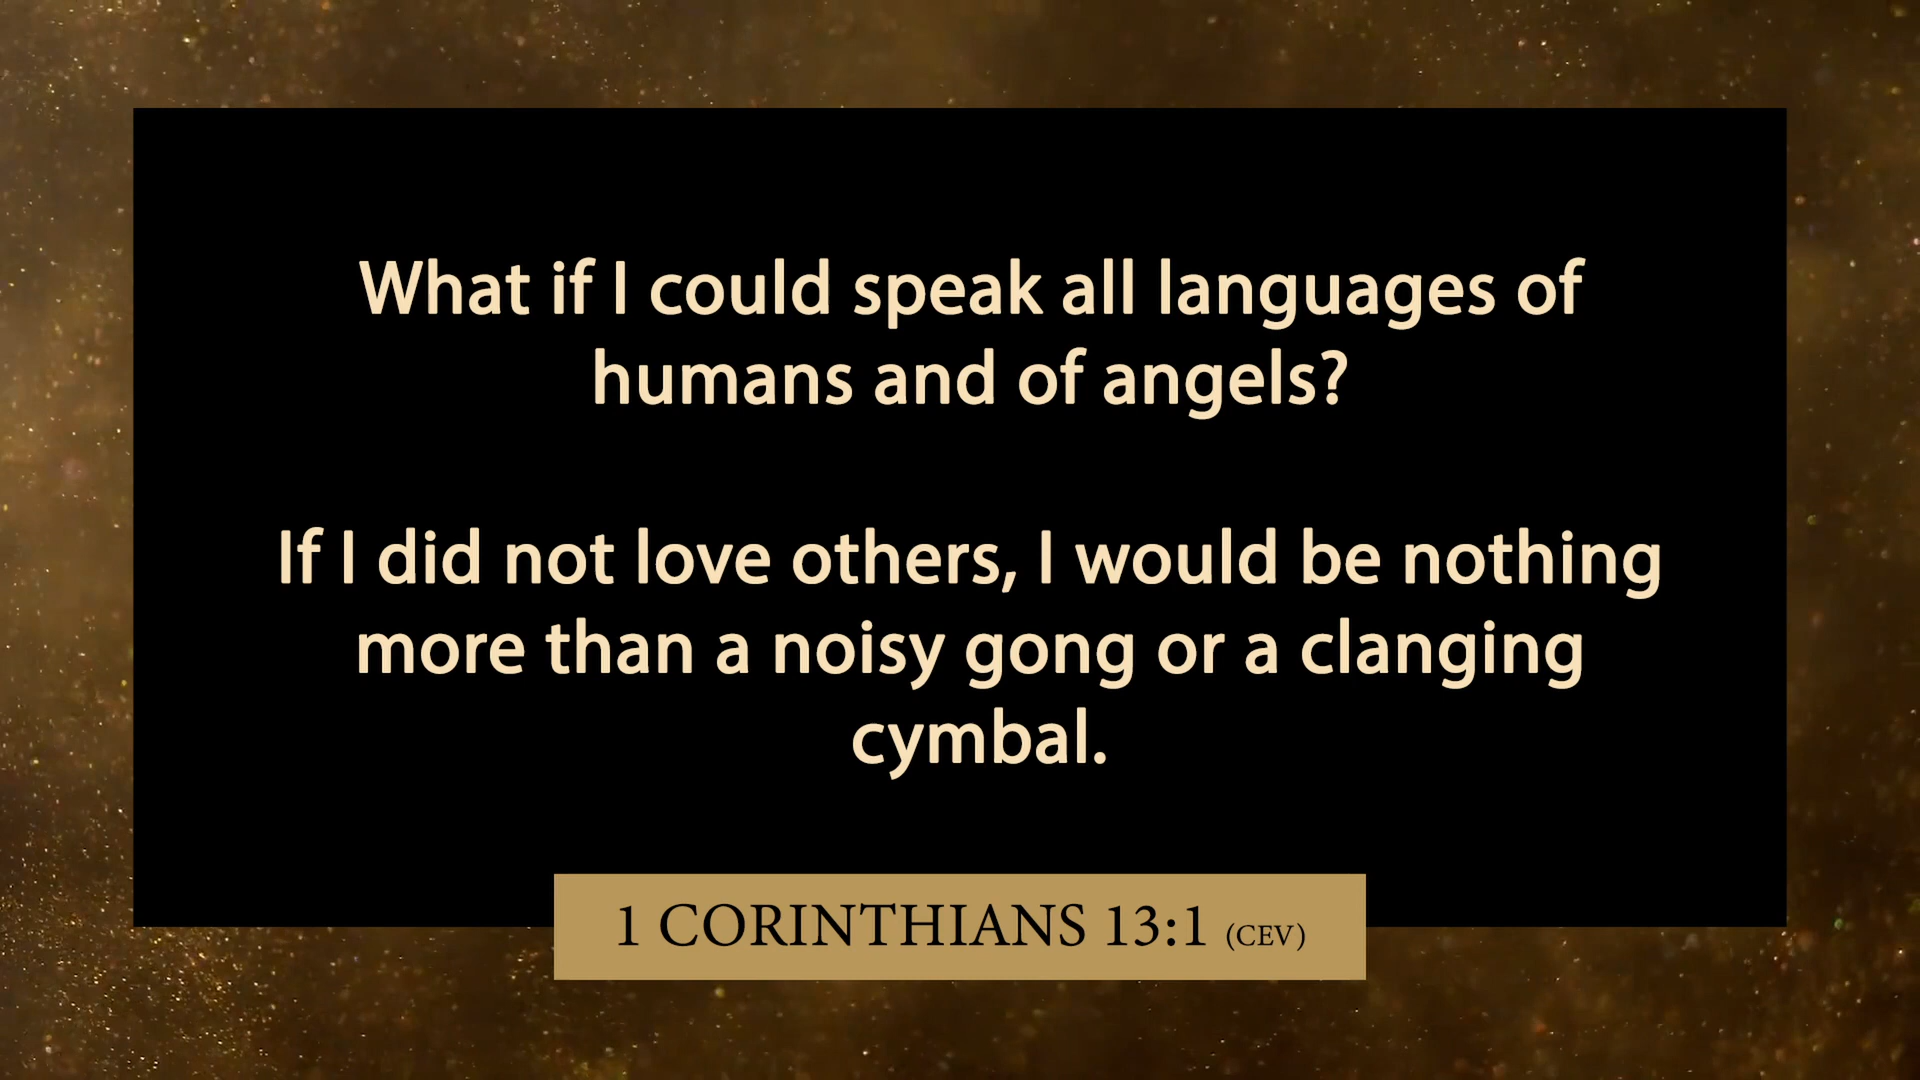 What if I could speak all languages of
humans and of angels?
If I did not love others, I would be nothing
more than a noisy gong or a clanging
cymbal.
1 CORINTHIANS 13:1 (CEV)